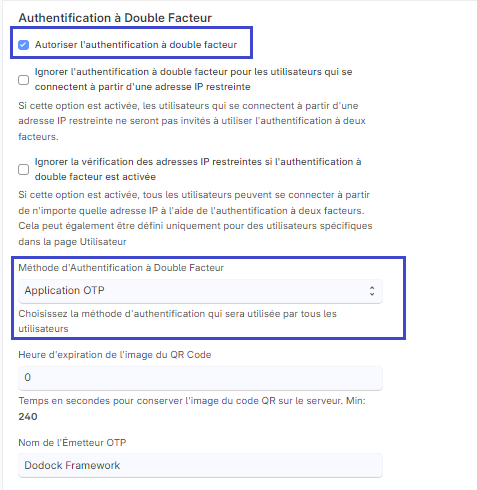 Authentification à Double Facteur
Autoriser l'authentification à double facteur
Ignorer l'authentification à double facteur pour les utilisateurs qui se
connectent à partir d'une adresse IP restreinte
Si cette option est activée, les utilisateurs qui se connectent à partir d'une
adresse IP restreinte ne seront pas invités à utiliser l'authentification à deux
facteurs.
Ignorer la vérification des adresses IP restreintes si l'authentification à
double facteur est activée
Si cette option est activée, tous les utilisateurs peuvent se connecter à partir
de n'importe quelle adresse IP à l'aide de l'authentification à deux facteurs.
Cela peut également être défini uniquement pour des utilisateurs spécifiques
dans la page Utilisateur
Méthode d'Authentification à Double Facteur
Application OTP
Choisissez la méthode d'authentification qui sera utilisée par tous les
utilisateurs
Heure d'expiration de l'image du QR Code
0
Temps en secondes pour conserver l'image du code QR sur le serveur. Min:
240
Nom de l'Émetteur OTP
Dodock Framework